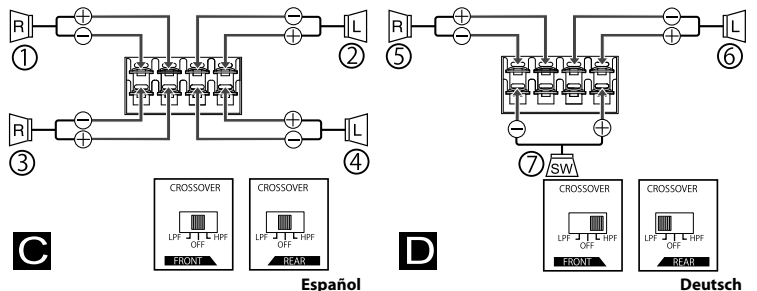 R + − ① − + L ②
R − + ③ − + L ④
CROSSOVER CROSSOVER
LPF OFF HPF LPF OFF HPF
FRONT REAR
C
Español
R + − ⑤ − + L ⑥
− +
⑦ SW
CROSSOVER CROSSOVER
LPF OFF HPF LPF OFF HPF
FRONT REAR
D
Deutsch